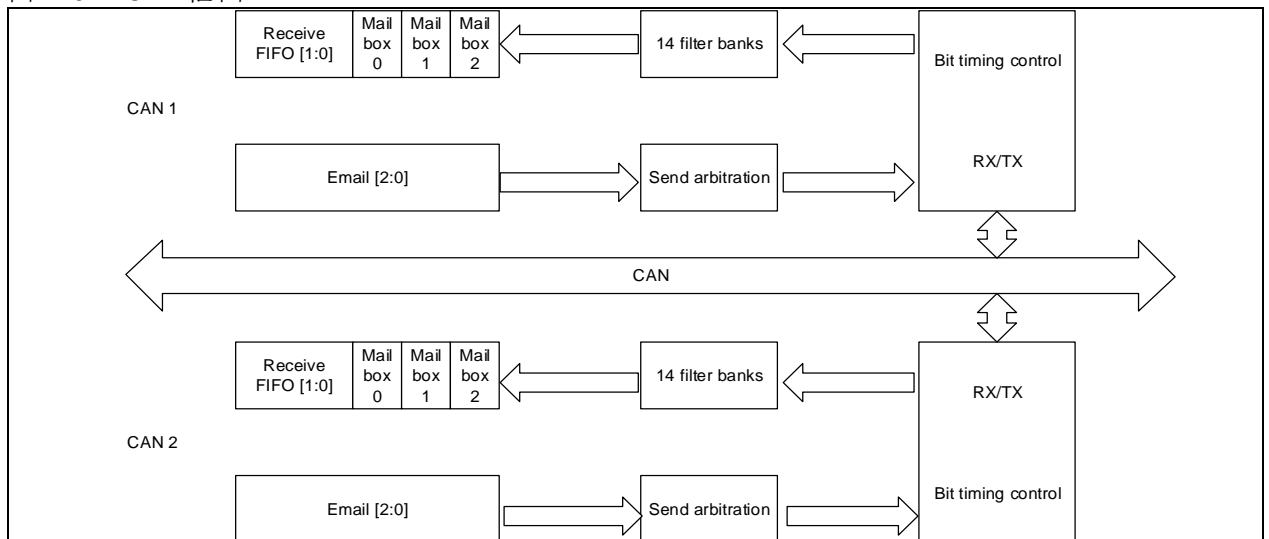 Receive
FIFO [1:0]
Mail
box
0
Mail
box
1
Mail
box
2
14 filter banks
Bit timing control
CAN 1
RX/TX
Email [2:0]
Send arbitration
CAN
Receive
FIFO [1:0]
Mail
box
0
Mail
box
1
Mail
box
2
14 filter banks
RX/TX
CAN 2
Email [2:0]
Send arbitration
Bit timing control